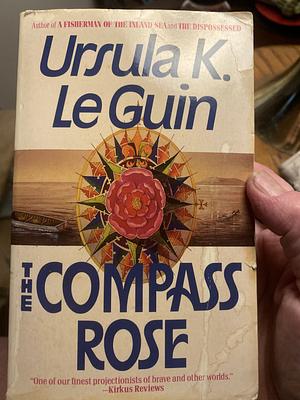 Author of A FISHERMAN OF THE INLAND SEA and THE DISPOSSESSED
Ursula K.
Le Guin
THE COMPASS
ROSE
"One of our finest projectionists of brave and other worlds."
—Kirkus Reviews